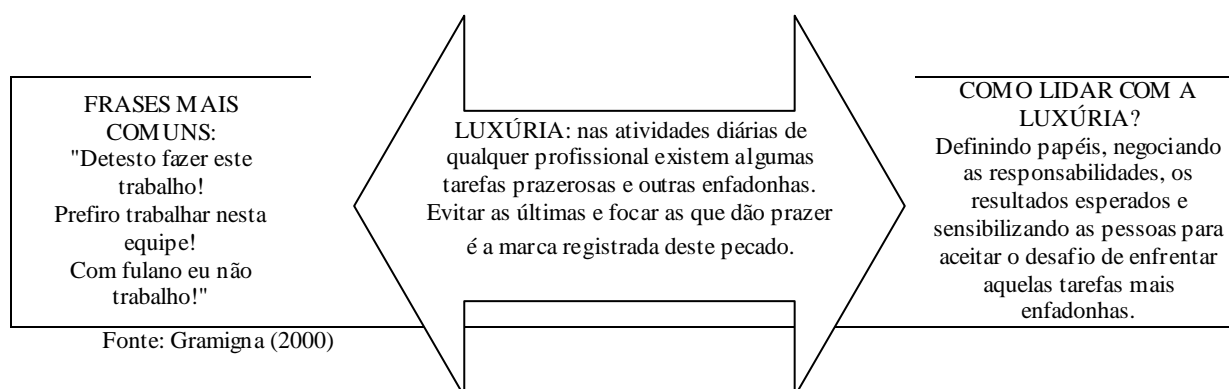 FRASES MAIS
COMUNS:
"Detesto fazer este
trabalho!
Prefiro trabalhar nesta
equipe!
Com fulano eu não
trabalho!"
LUXÚRIA: nas atividades diárias de
qualquer profissional existem algumas
tarefas prazerosas e outras enfadonhas.
Evitar as últimas e focar as que dão prazer
é a marca registrada deste pecado.
COMO LIDAR COM A
LUXÚRIA?
Definindo papéis, negociando
as responsabilidades, os
resultados esperados e
sensibilizando as pessoas para
aceitar o desafio de enfrentar
aquelas tarefas mais
enfadonhas.
Fonte: Gramigna (2000)